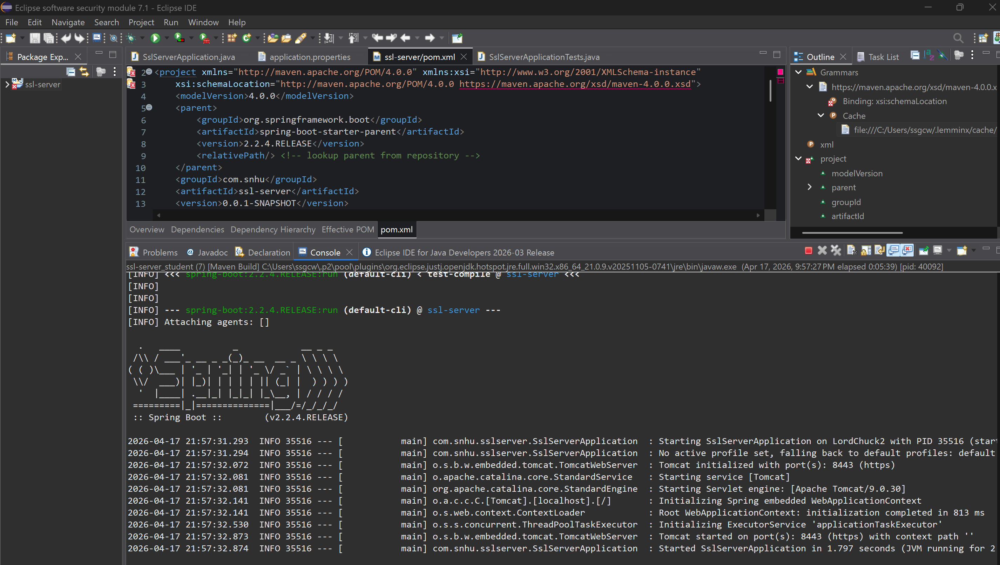 Eclipse software security module 7.1 - Eclipse IDE
File Edit Navigate Search Project Run Window Help
Package Exp...
ssl-server
SslServerApplication.java application.properties ssl-server/pom.xml SslServerApplicationTests.java
2 <project xmlns="http://maven.apache.org/POM/4.0.0" xmlns:xsi="http://www.w3.org/2001/XMLSchema-instance"
3 xsi:schemaLocation="http://maven.apache.org/POM/4.0.0 https://maven.apache.org/xsd/maven-4.0.0.xsd">
4 <modelVersion>4.0.0</modelVersion>
5 <parent>
6 <groupId>org.springframework.boot</groupId>
7 <artifactId>spring-boot-starter-parent</artifactId>
8 <version>2.2.4.RELEASE</version>
9 <relativePath/> <!-- lookup parent from repository -->
10 </parent>
11 <groupId>com.snhu</groupId>
12 <artifactId>ssl-server</artifactId>
13 <version>0.0.1-SNAPSHOT</version>
Overview Dependencies Dependency Hierarchy Effective POM pom.xml
Outline Task List
Grammars
https://maven.apache.org/xsd/maven-4.0.0.x
Binding: xsi:schemaLocation
Cache
file:///C:/Users/ssgcw/.lemminx/cache/
xml
project
modelVersion
parent
groupId
artifactId
Problems Javadoc Declaration Console Eclipse IDE for Java Developers 2026-03 Release
ssl-server_student (7) [Maven Build] C:\Users\ssgcw\.p2\pool\plugins\org.eclipse.justj.openjdk.hotspot.jre.full.win32.x86_64_21.0.9.v20251105-0741\jre\bin\javaw.exe (Apr 17, 2026, 9:57:27 PM elapsed 0:05:39) [pid: 40092]
[INFO] <<< spring-boot:2.2.4.RELEASE:run (default-cli) < test-compile @ ssl-server <<<
[INFO]
[INFO]
[INFO] --- spring-boot:2.2.4.RELEASE:run (default-cli) @ ssl-server ---
[INFO] Attaching agents: []
  .   ____          _            __ _ _
 /\\ / ___'_ __ _ _(_)_ __  __ _ \ \ \ \
( ( )\___ | '_ | '_| | '_ \/ _` | \ \ \ \
 \\/  ___)| |_)| | | | | || (_| |  ) ) ) )
  '  |____| .__|_| |_|_| |_\__, | / / / /
 =========|_|==============|___/=/_/_/_/
 :: Spring Boot ::        (v2.2.4.RELEASE)
2026-04-17 21:57:31.293 INFO 35516 --- [ main] com.snhu.sslserver.SslServerApplication : Starting SslServerApplication on LordChuck2 with PID 35516 (start
2026-04-17 21:57:31.294 INFO 35516 --- [ main] com.snhu.sslserver.SslServerApplication : No active profile set, falling back to default profiles: default
2026-04-17 21:57:32.072 INFO 35516 --- [ main] o.s.b.w.embedded.tomcat.TomcatWebServer : Tomcat initialized with port(s): 8443 (https)
2026-04-17 21:57:32.081 INFO 35516 --- [ main] o.apache.catalina.core.StandardService : Starting service [Tomcat]
2026-04-17 21:57:32.081 INFO 35516 --- [ main] org.apache.catalina.core.StandardEngine : Starting Servlet engine: [Apache Tomcat/9.0.30]
2026-04-17 21:57:32.141 INFO 35516 --- [ main] o.a.c.c.C.[Tomcat].[localhost].[/] : Initializing Spring embedded WebApplicationContext
2026-04-17 21:57:32.141 INFO 35516 --- [ main] o.s.web.context.ContextLoader : Root WebApplicationContext: initialization completed in 813 ms
2026-04-17 21:57:32.530 INFO 35516 --- [ main] o.s.s.concurrent.ThreadPoolTaskExecutor : Initializing ExecutorService 'applicationTaskExecutor'
2026-04-17 21:57:32.873 INFO 35516 --- [ main] o.s.b.w.embedded.tomcat.TomcatWebServer : Tomcat started on port(s): 8443 (https) with context path ''
2026-04-17 21:57:32.874 INFO 35516 --- [ main] com.snhu.sslserver.SslServerApplication : Started SslServerApplication in 1.797 seconds (JVM running for 2